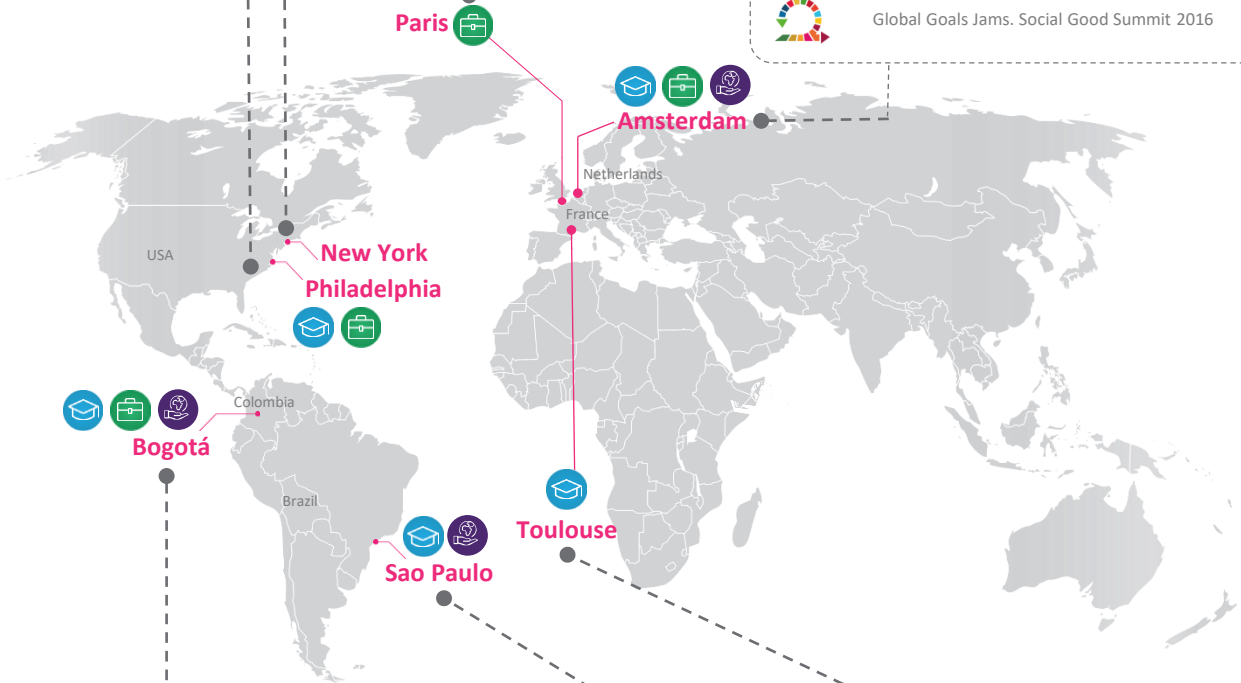 Paris
Global Goals Jams. Social Good Summit 2016
Amsterdam
Netherlands
France
USA
New York
Philadelphia
Colombia
Bogotá
Brazil
Toulouse
Sao Paulo